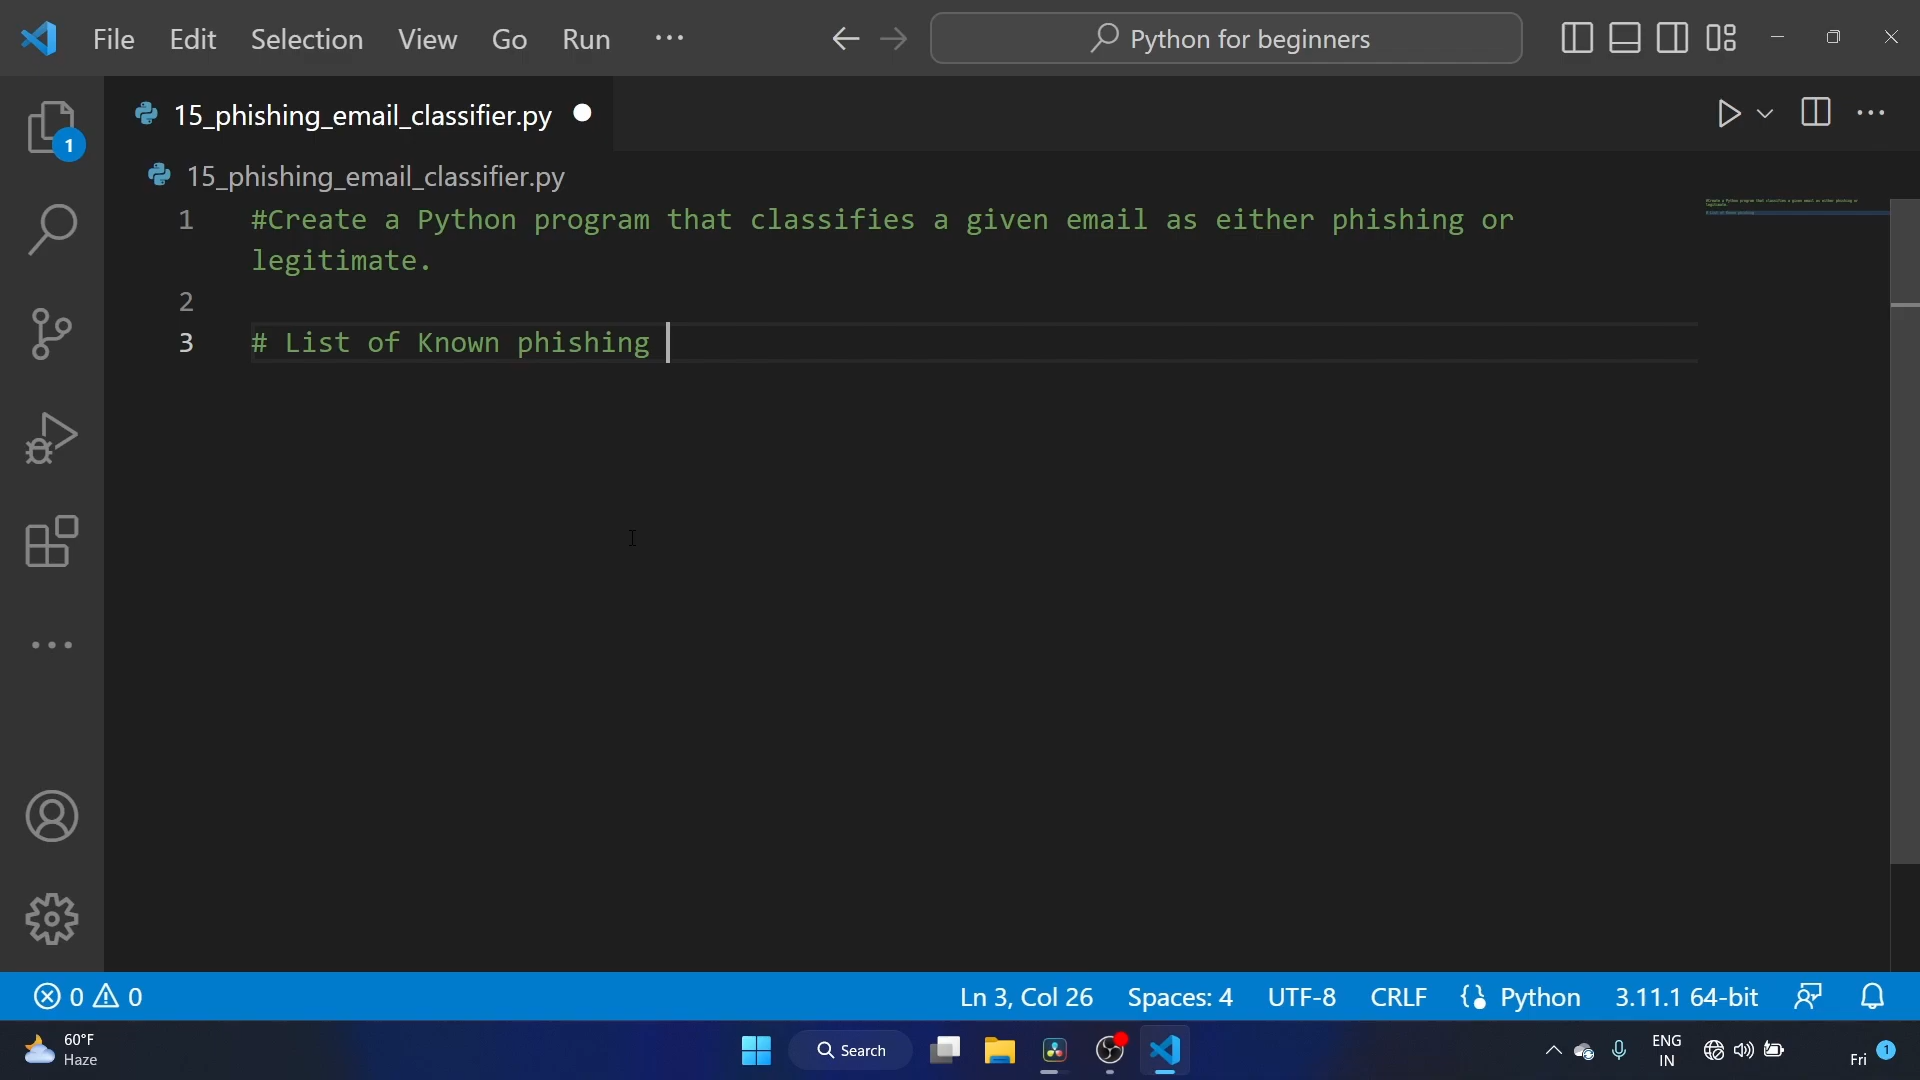 File Edit Selection View Go Run ··· Python for beginners
15_phishing_email_classifier.py
1
15_phishing_email_classifier.py
1 #Create a Python program that classifies a given email as either phishing or
legitimate.
2
3 # List of Known phishing
0 0 Ln 3, Col 26 Spaces: 4 UTF-8 CRLF Python 3.11.1 64-bit
60°F
Haze
Search
ENG
IN
Fri 1